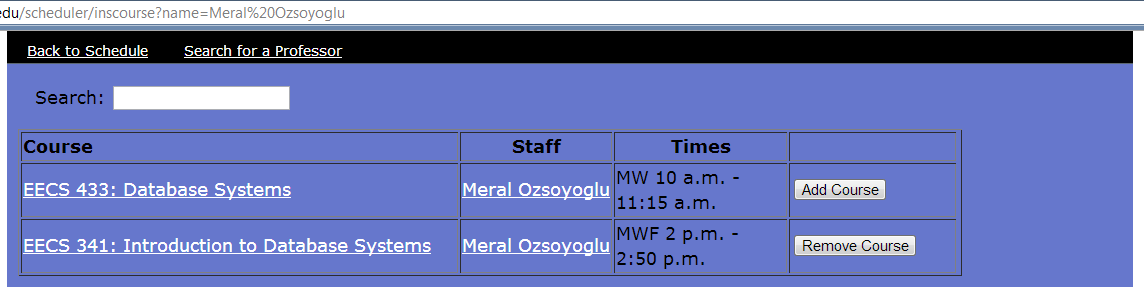 edu/scheduler/inscourse?name=Meral%20Ozsoyoglu
Back to Schedule Search for a Professor
Search:
Course Staff Times
EECS 433: Database Systems Meral Ozsoyoglu MW 10 a.m. - 11:15 a.m. Add Course
EECS 341: Introduction to Database Systems Meral Ozsoyoglu MWF 2 p.m. - 2:50 p.m. Remove Course